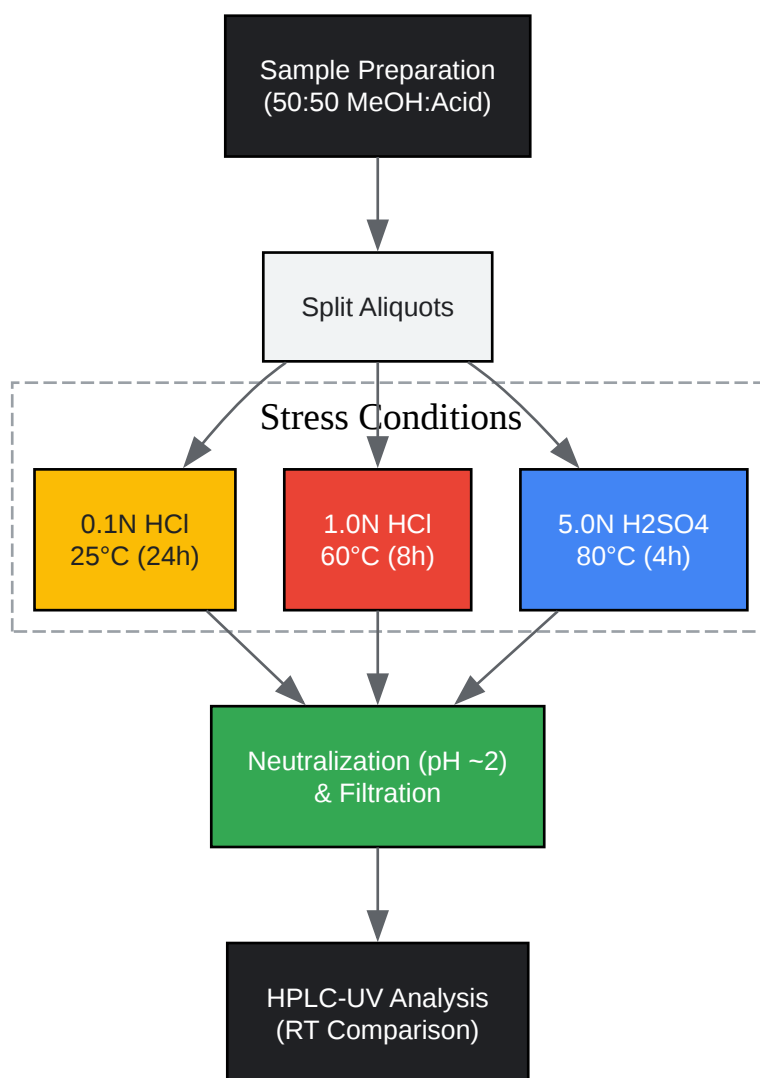 Sample Preparation
(50:50 MeOH:Acid)
Split Aliquots
Stress Conditions
0.1N HCl
25°C (24h)
1.0N HCl
60°C (8h)
5.0N H2SO4
80°C (4h)
Neutralization (pH ~2)
& Filtration
HPLC-UV Analysis
(RT Comparison)